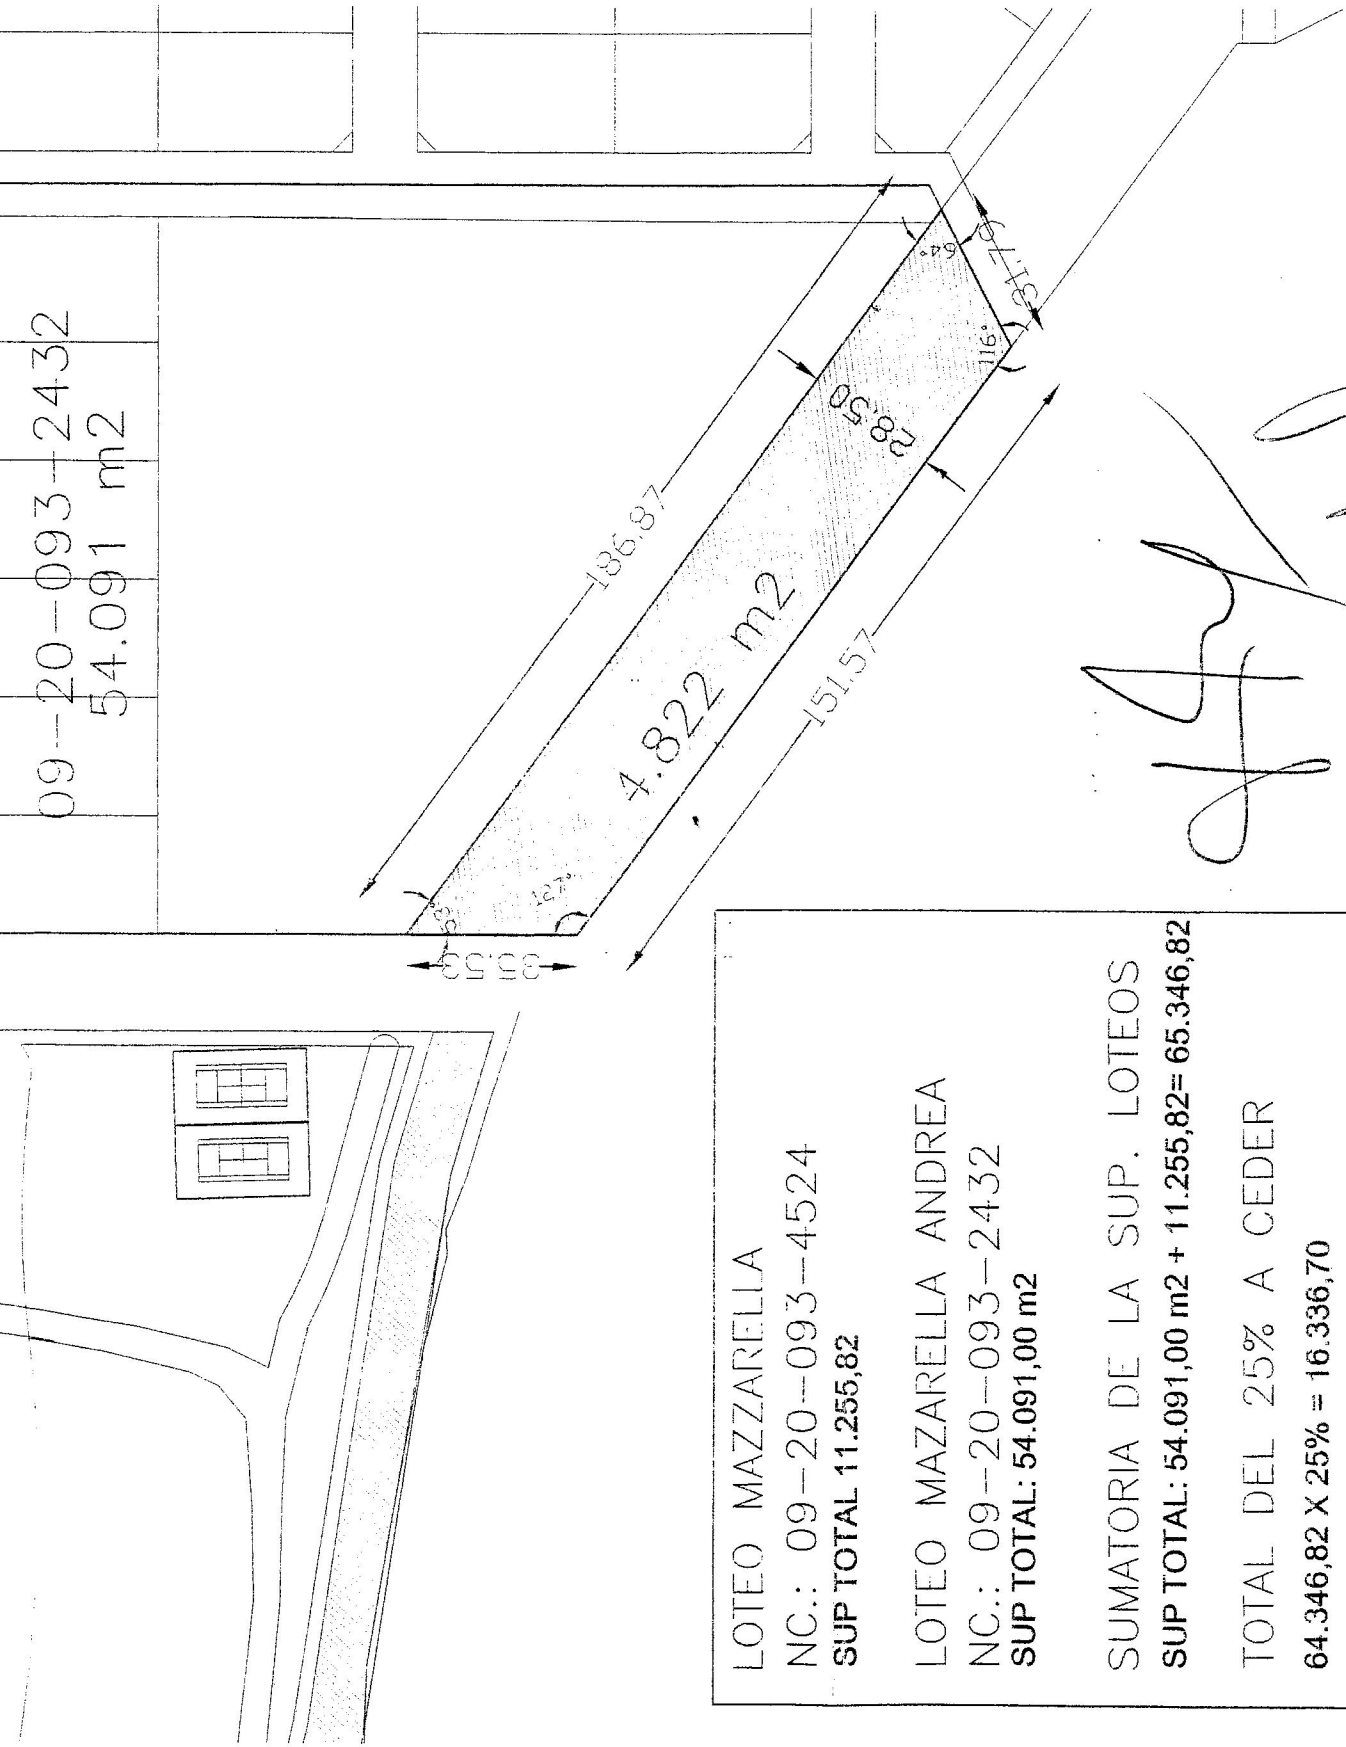 09-20-093-2432
54.091 m2
186.87
64°
31.79
116°
28,50
4.822 m2
151.57
53°
127°
35.53
LOTEO MAZZARELLA
NC.: 09-20-093-4524
SUP TOTAL 11.255,82
LOTEO MAZARELLA ANDREA
NC.: 09-20-093-2432
SUP TOTAL: 54.091,00 m2
SUMATORIA DE LA SUP. LOTEOS
SUP TOTAL: 54.091,00 m2 + 11.255,82= 65.346,82
TOTAL DEL 25% A CEDER
64.346,82 X 25% = 16.336,70